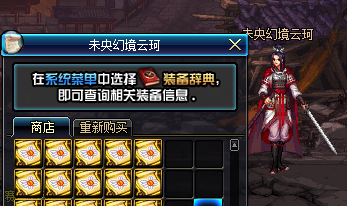 未央幻境云珂
未央幻境云珂
在系统菜单中选择 装备辞典，
即可查询相关装备信息。
商店 重新购买